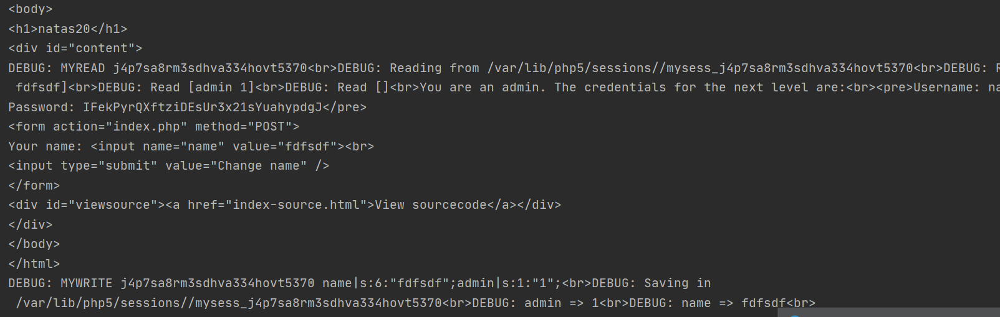 <body>
<h1>natas20</h1>
<div id="content">
DEBUG: MYREAD j4p7sa8rm3sdhva334hovt5370<br>DEBUG: Reading from /var/lib/php5/sessions//mysess_j4p7sa8rm3sdhva334hovt5370<br>DEBUG: R
fdfsdf]<br>DEBUG: Read [admin 1]<br>DEBUG: Read []<br>You are an admin. The credentials for the next level are:<br><pre>Username: na
Password: IFekPyrQXftziDEsUr3x21sYuahypdgJ</pre>
<form action="index.php" method="POST">
Your name: <input name="name" value="fdfsdf"><br>
<input type="submit" value="Change name" />
</form>
<div id="viewsource"><a href="index-source.html">View sourcecode</a></div>
</div>
</body>
</html>
DEBUG: MYWRITE j4p7sa8rm3sdhva334hovt5370 name|s:6:"fdfsdf";admin|s:1:"1";<br>DEBUG: Saving in
/var/lib/php5/sessions//mysess_j4p7sa8rm3sdhva334hovt5370<br>DEBUG: admin => 1<br>DEBUG: name => fdfsdf<br>